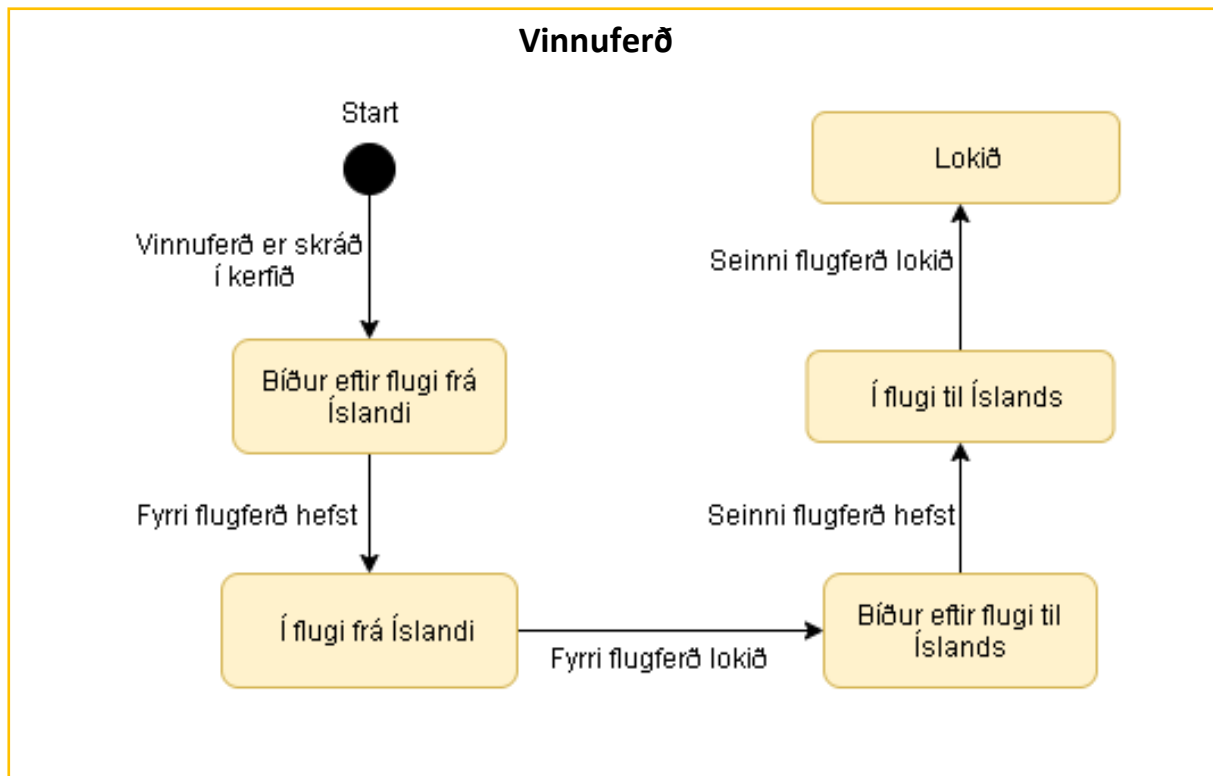 Vinnuferð
Start
Vinnuferð er skráð
í kerfið
Bíður eftir flugi frá
Íslandi
Fyrri flugferð hefst
Í flugi frá Íslandi
Fyrri flugferð lokið
Bíður eftir flugi til
Íslands
Seinni flugferð hefst
Í flugi til Íslands
Seinni flugferð lokið
Lokið